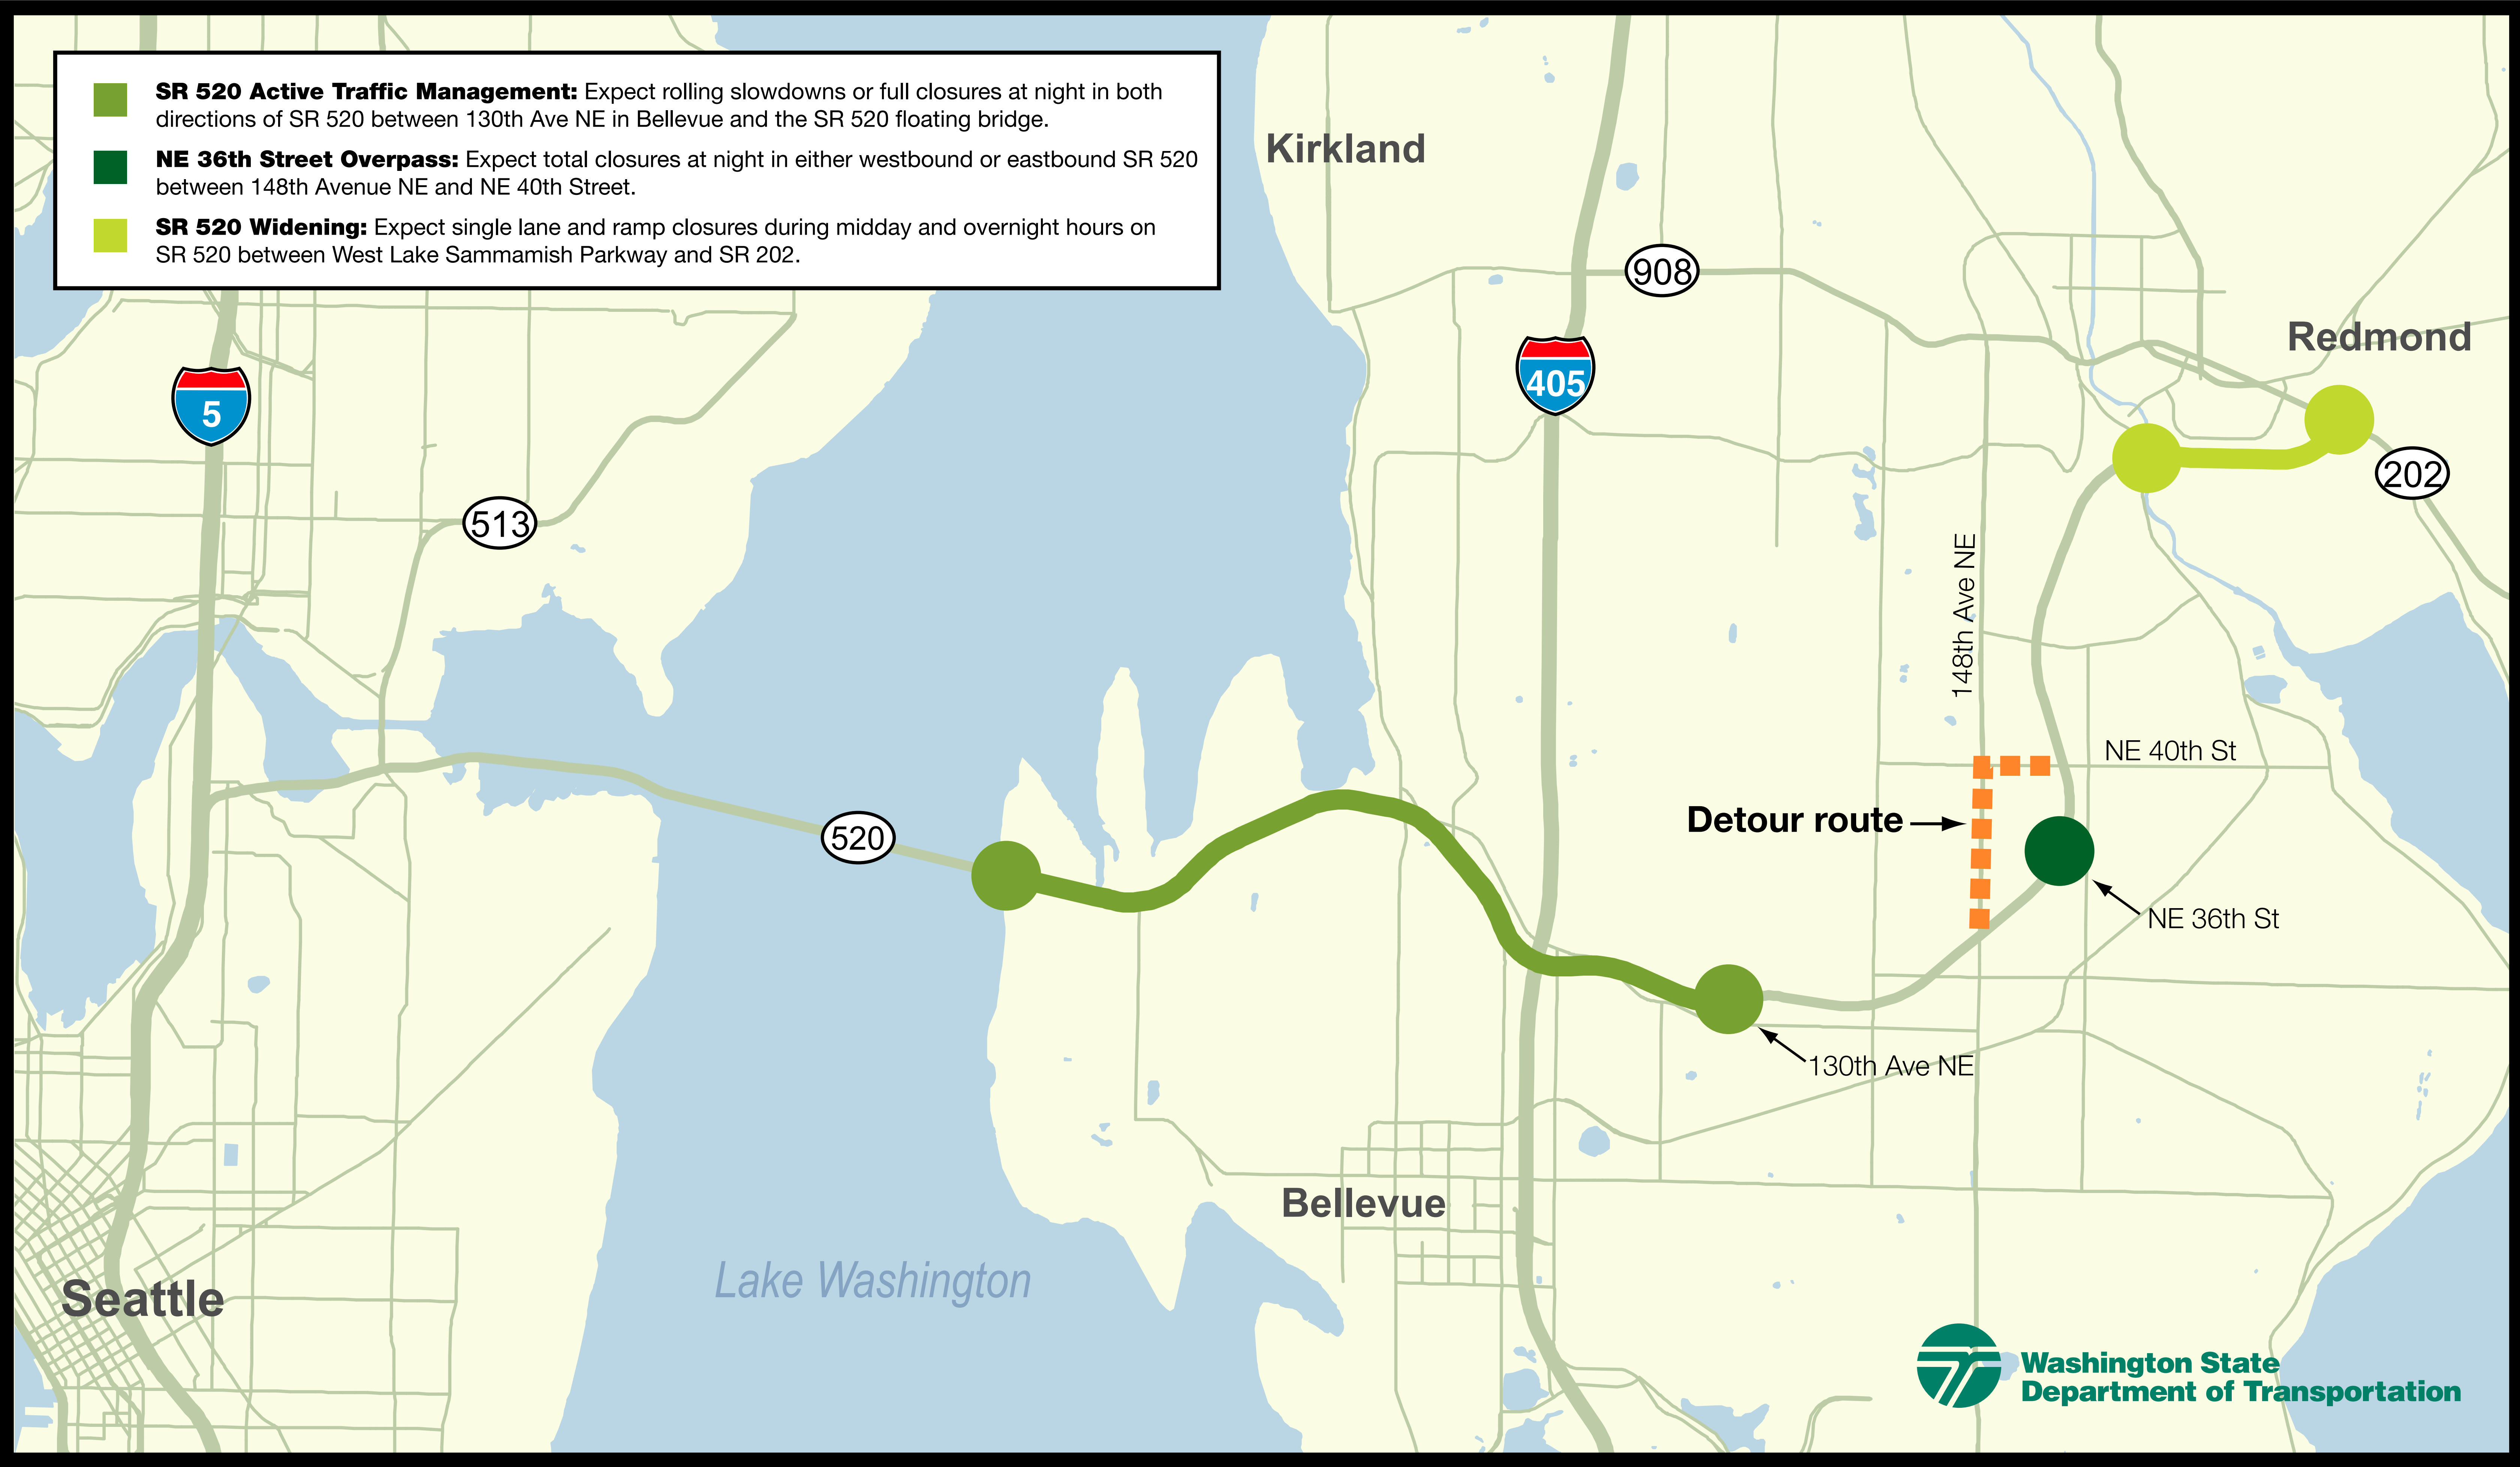 SR 520 Active Traffic Management: Expect rolling slowdowns or full closures at night in both
directions of SR 520 between 130th Ave NE in Bellevue and the SR 520 floating bridge.
NE 36th Street Overpass: Expect total closures at night in either westbound or eastbound SR 520
between 148th Avenue NE and NE 40th Street.
SR 520 Widening: Expect single lane and ramp closures during midday and overnight hours on
SR 520 between West Lake Sammamish Parkway and SR 202.
Kirkland
908
Redmond
405
5
202
513
148th Ave NE
NE 40th St
Detour route
520
NE 36th St
130th Ave NE
Bellevue
Lake Washington
Seattle
Washington State
Department of Transportation